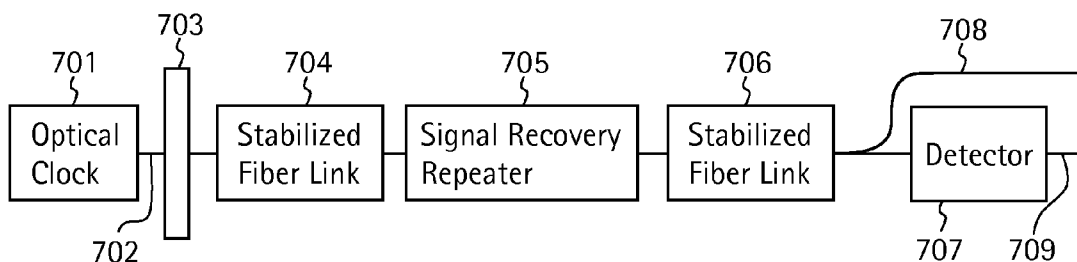 703
701
704
705
706
708
Optical
Clock
Stabilized
Fiber Link
Signal Recovery
Repeater
Stabilized
Fiber Link
Detector
702
707
709